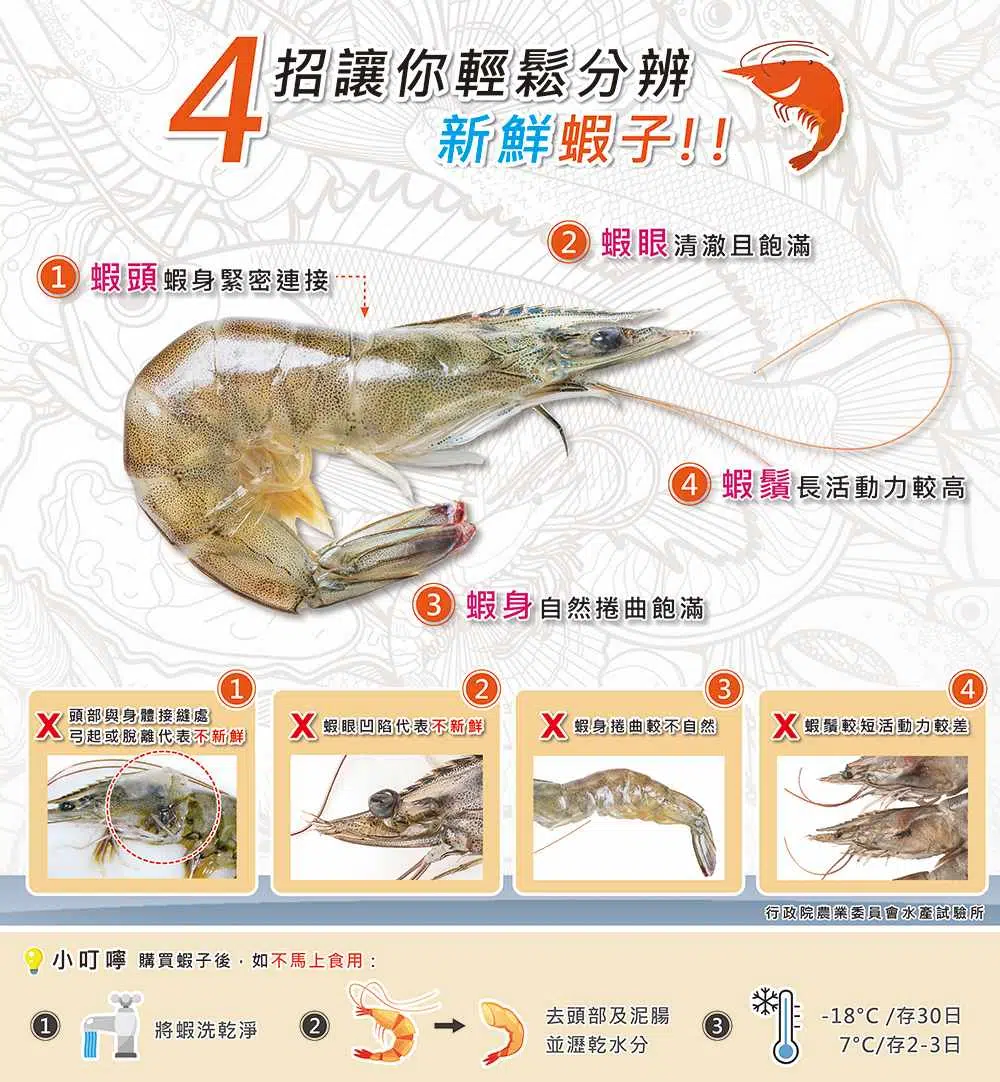 4招讓你輕鬆分辨
新鮮蝦子!!
1 蝦頭 蝦身緊密連接
2 蝦眼 清澈且飽滿
4 蝦鬚 長活動力較高
3 蝦身 自然捲曲飽滿
1
X 頭部與身體接縫處
弓起或脫離代表不新鮮
2
X 蝦眼凹陷代表不新鮮
3
X 蝦身捲曲較不自然
4
X 蝦鬚較短活動力較差
行政院農業委員會水產試驗所
小叮嚀 購買蝦子後，如不馬上食用：
1 將蝦洗乾淨
2 去頭部及泥腸
並瀝乾水分
3 -18°C /存30日
7°C/存2-3日